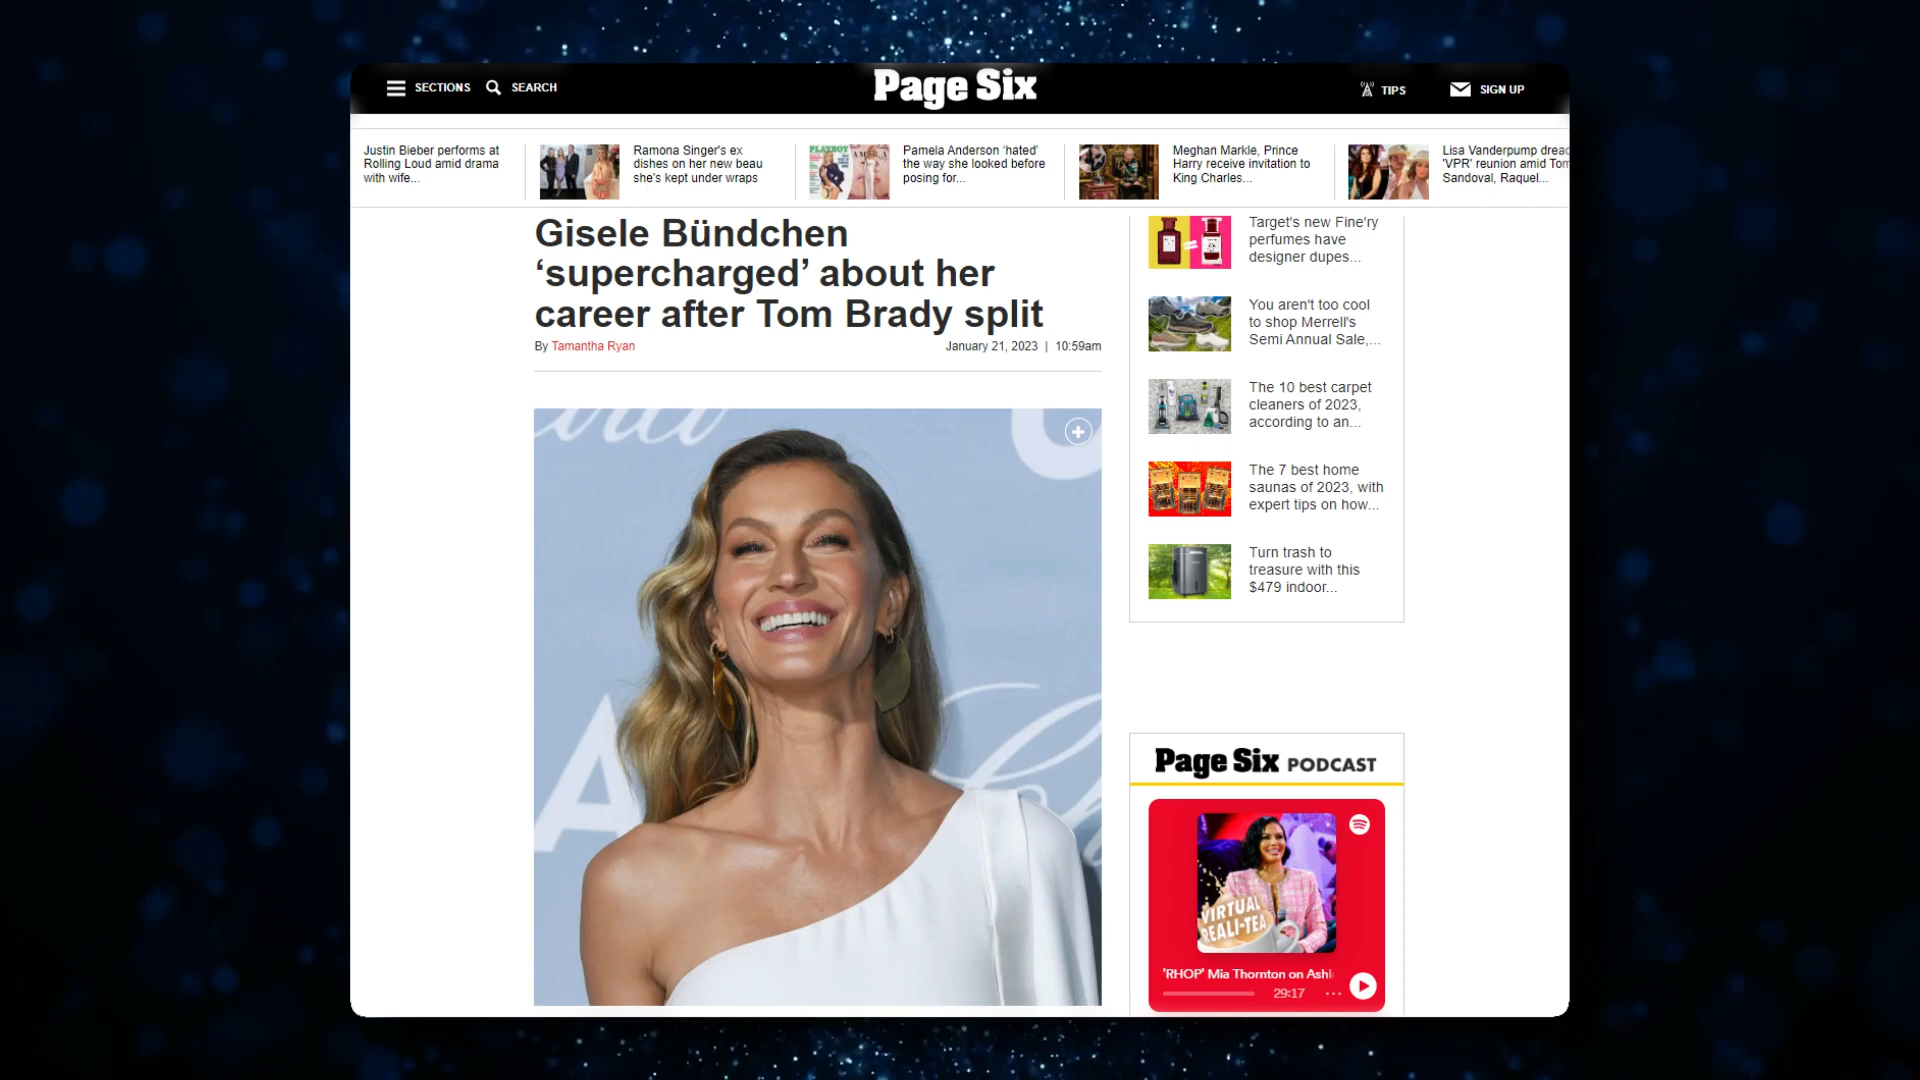 SECTIONS
SEARCH
Page Six
TIPS
SIGN UP
Justin Bieber performs at
Rolling Loud amid drama
with wife...
Ramona Singer's ex
dishes on her new beau
she's kept under wraps
PLAYBOY
Pamela Anderson ‘hated’
the way she looked before
posing for...
Meghan Markle, Prince
Harry receive invitation to
King Charles...
Lisa Vanderpump
'VPR' reunion amid
Sandoval, Raquel...
Gisele Bündchen
‘supercharged’ about her
career after Tom Brady split
By Tamantha Ryan
January 21, 2023 | 10:59am
Target's new Fine'ry
perfumes have
designer dupes...
You aren't too cool
to shop Merrell's
Semi Annual Sale,...
The 10 best carpet
cleaners of 2023,
according to an...
The 7 best home
saunas of 2023, with
expert tips on how...
Turn trash to
treasure with this
$479 indoor...
Page Six PODCAST
VIRTUAL
REALI-TEA
'RHOP' Mia Thornton on
29:17